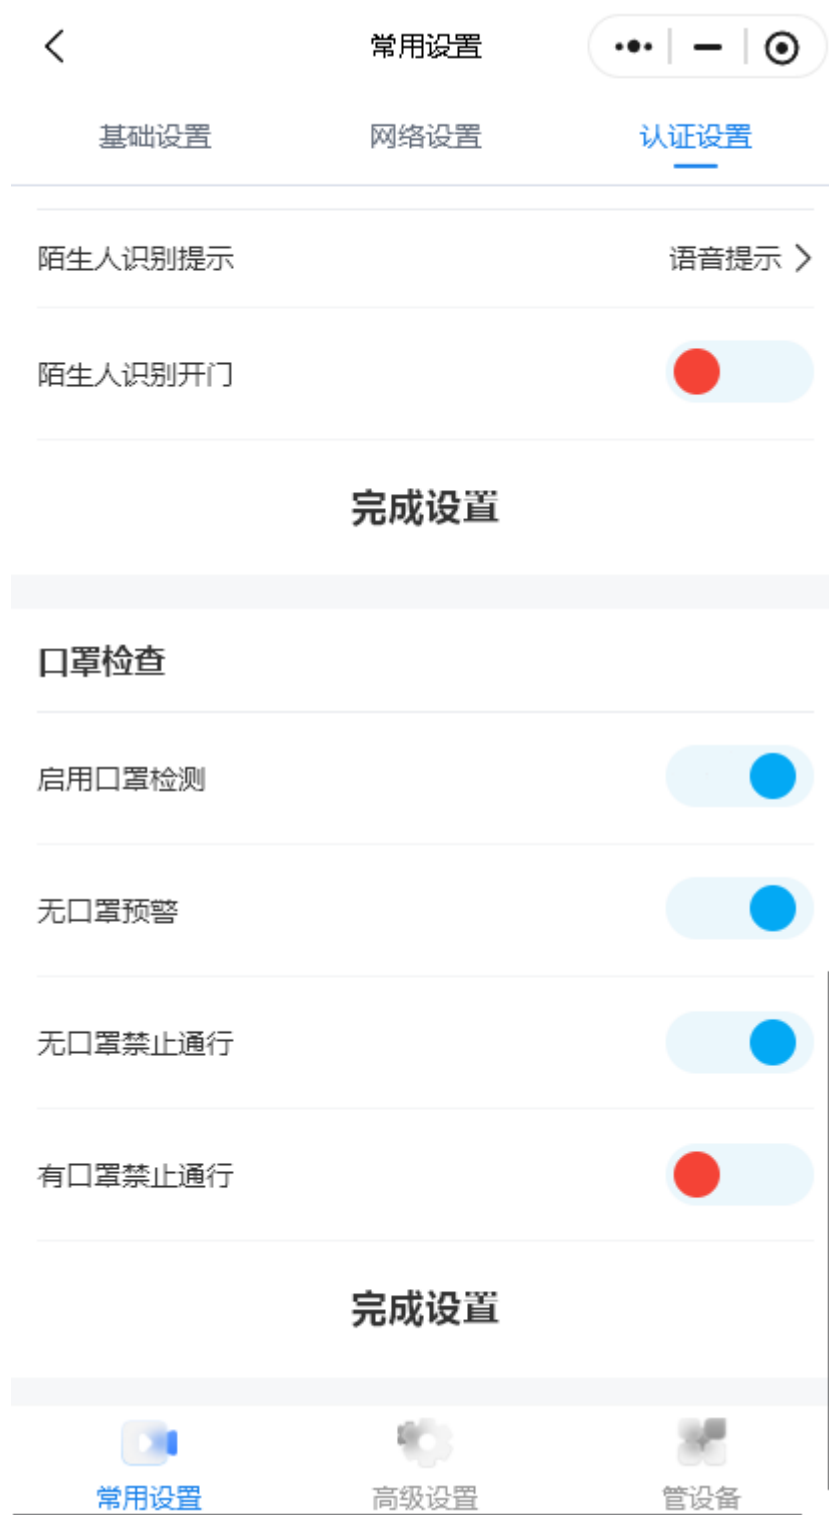 常用设置
基础设置 网络设置 认证设置
陌生人识别提示 语音提示
陌生人识别开门
完成设置
口罩检查
启用口罩检测
无口罩预警
无口罩禁止通行
有口罩禁止通行
完成设置
常用设置 高级设置 管设备